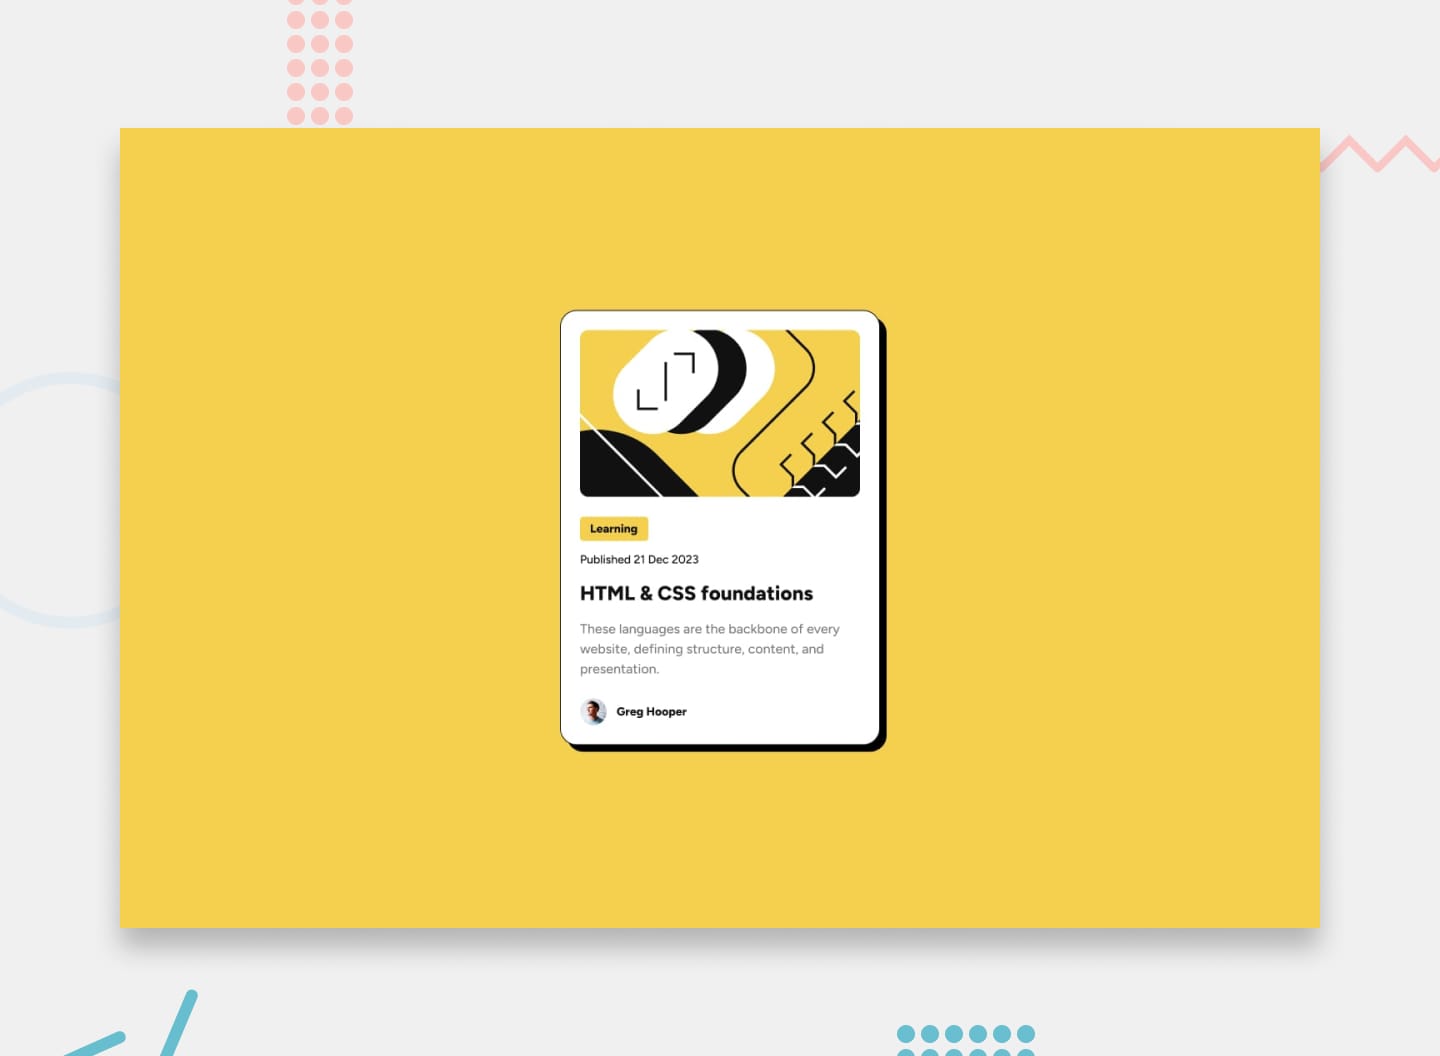 Learning
Published 21 Dec 2023
HTML & CSS foundations
These languages are the backbone of every
website, defining structure, content, and
presentation.
Greg Hooper